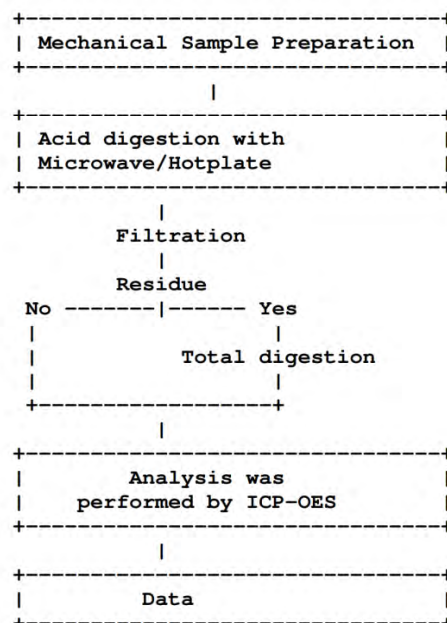 Mechanical Sample Preparation
Acid digestion with
Microwave/Hotplate
Filtration
Residue
No Yes
Total digestion
Analysis was
performed by ICP-OES
Data